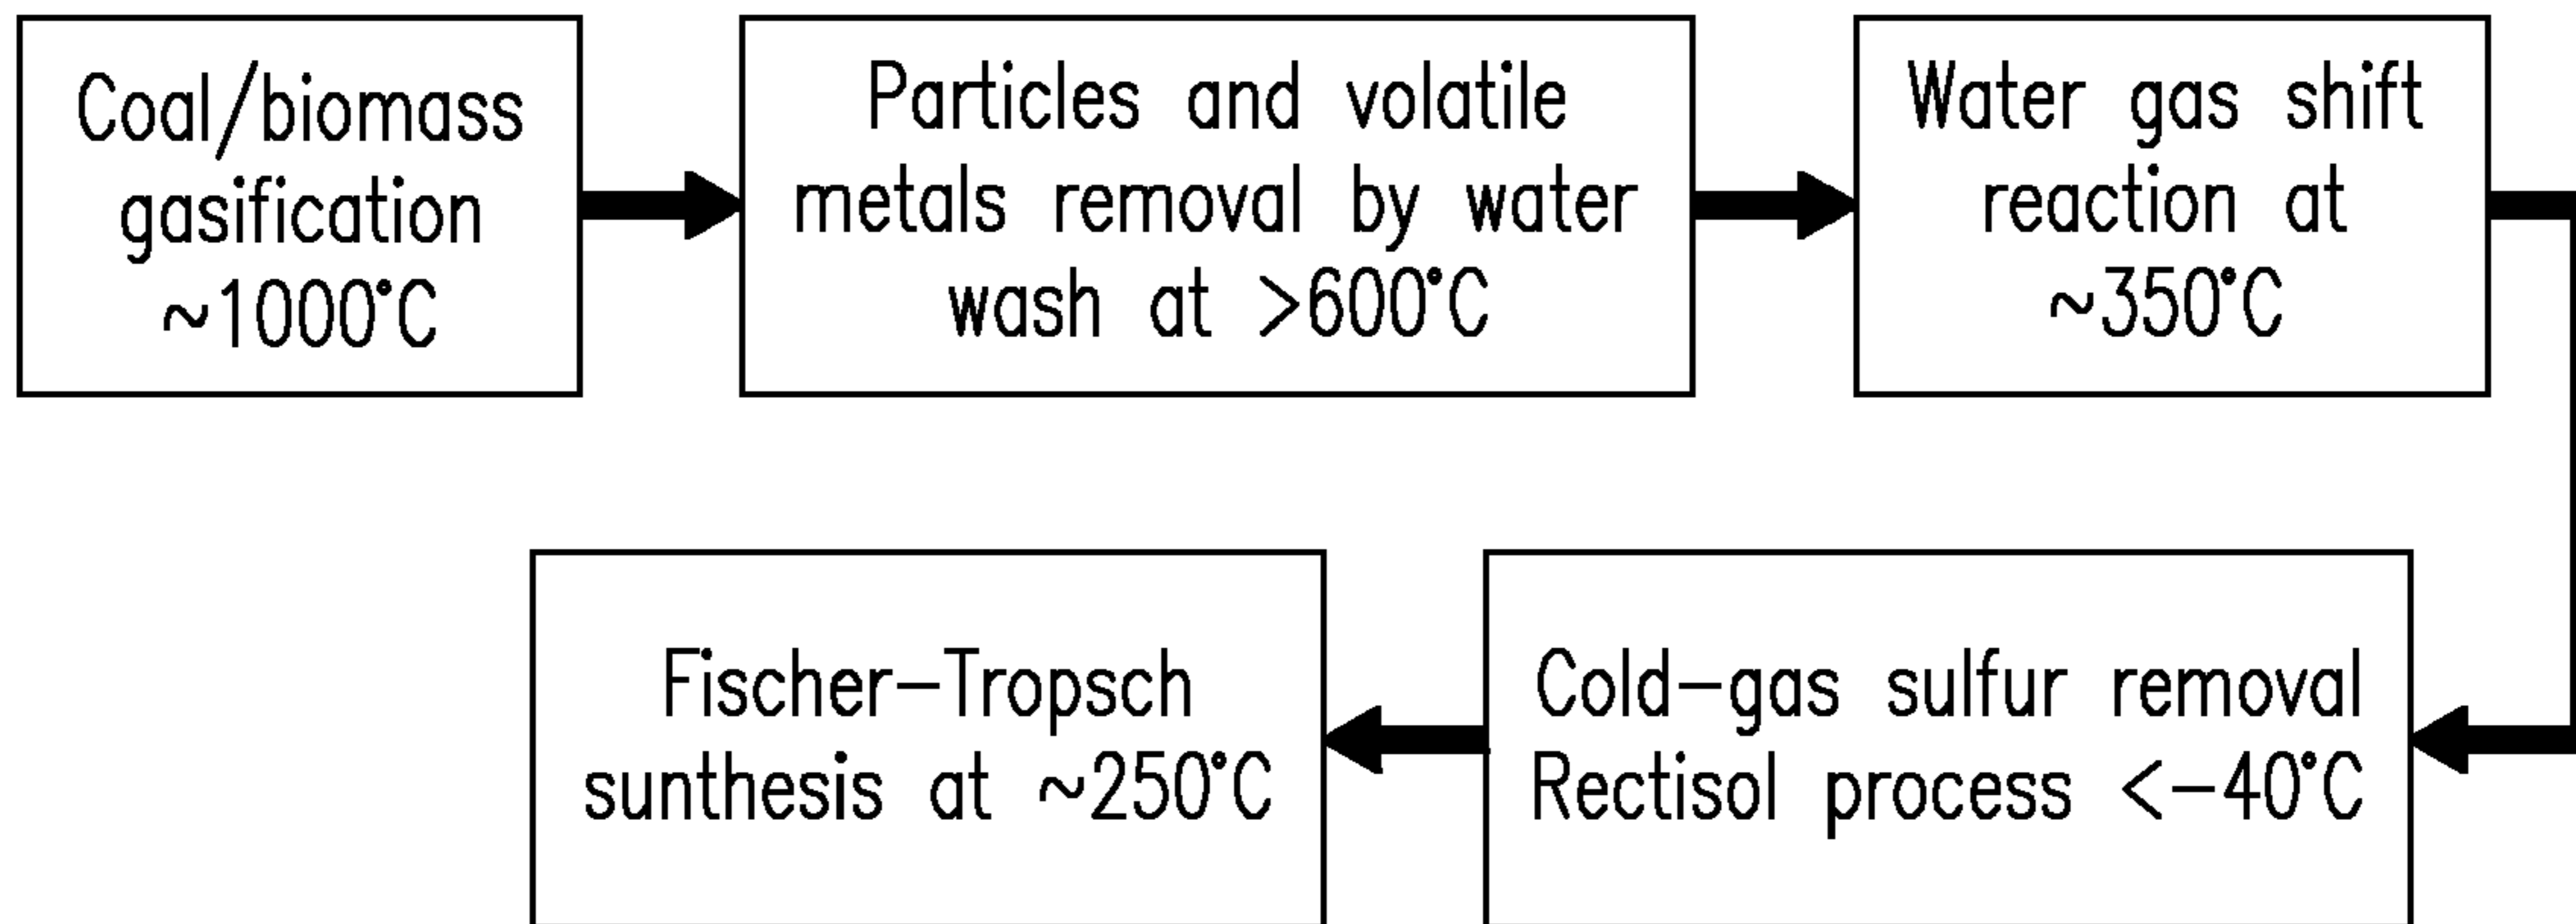 Coal/biomass
gasification
~1000°C
Particles and volatile
metals removal by water
wash at >600°C
Water gas shift
reaction at
~350°C
Cold-gas sulfur removal
Rectisol process <-40°C
Fischer-Tropsch
sunthesis at ~250°C